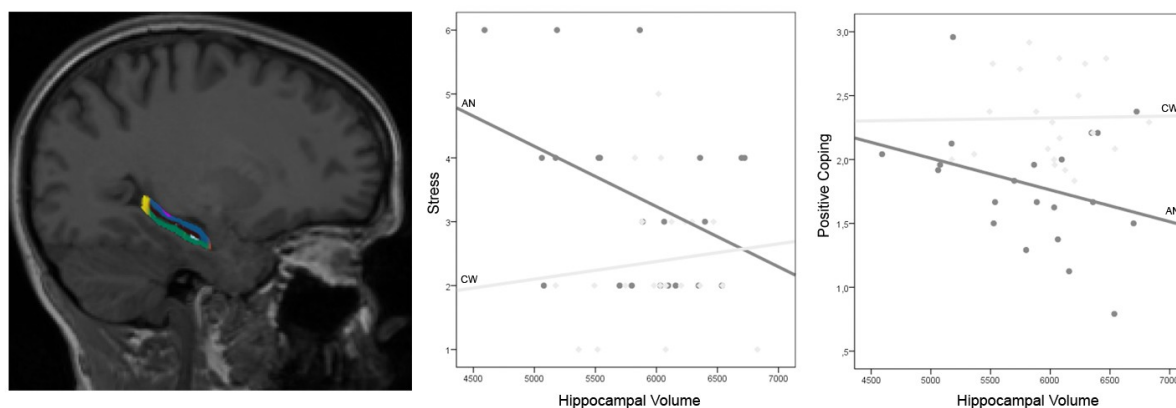 6
5
4
3
2
1
AN
CW
Stress
4500 5000 5500 6000 6500 7000
Hippocampal Volume
3,0
2,5
2,0
1,5
1,0
,5
CW
AN
Positive Coping
4500 5000 5500 6000 6500 7000
Hippocampal Volume